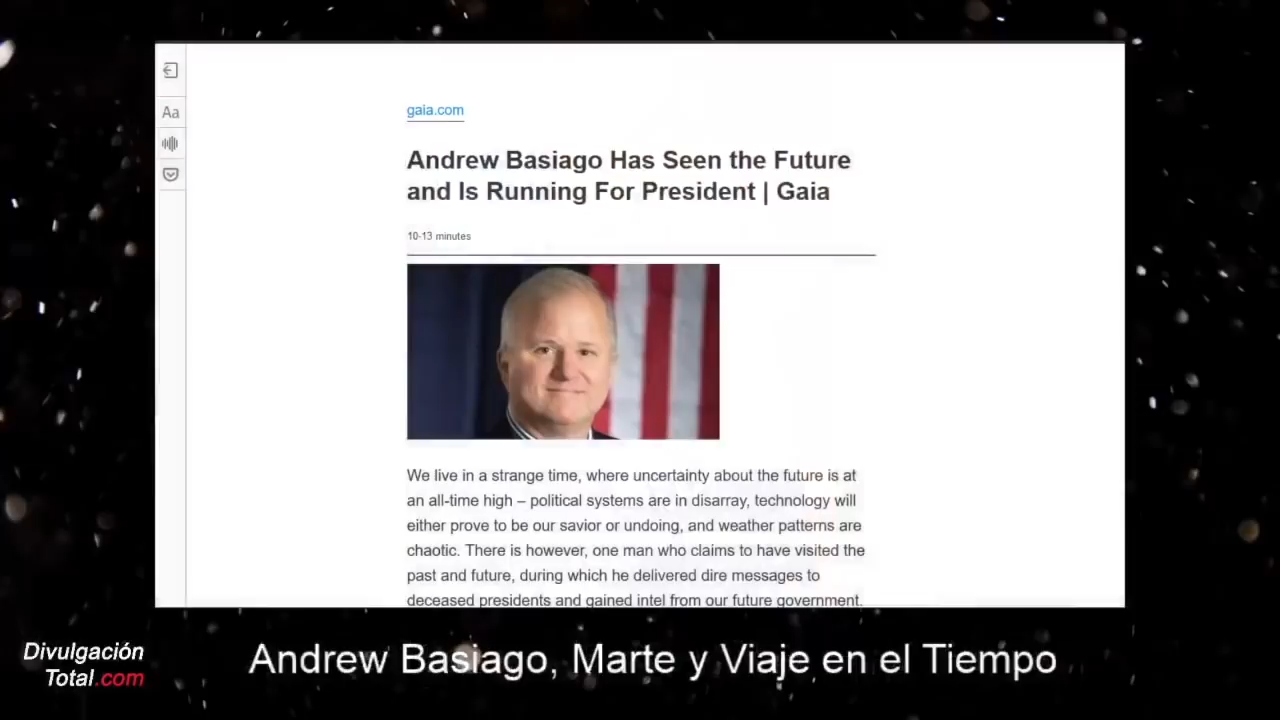 gaia.com
Aa
Andrew Basiago Has Seen the Future
and Is Running For President | Gaia
10-13 minutes
We live in a strange time, where uncertainty about the future is at
an all-time high – political systems are in disarray, technology will
either prove to be our savior or undoing, and weather patterns are
chaotic. There is however, one man who claims to have visited the
past and future, during which he delivered dire messages to
deceased presidents and gained intel from our future government.
Divulgación
Total.com
Andrew Basiago, Marte y Viaje en el Tiempo